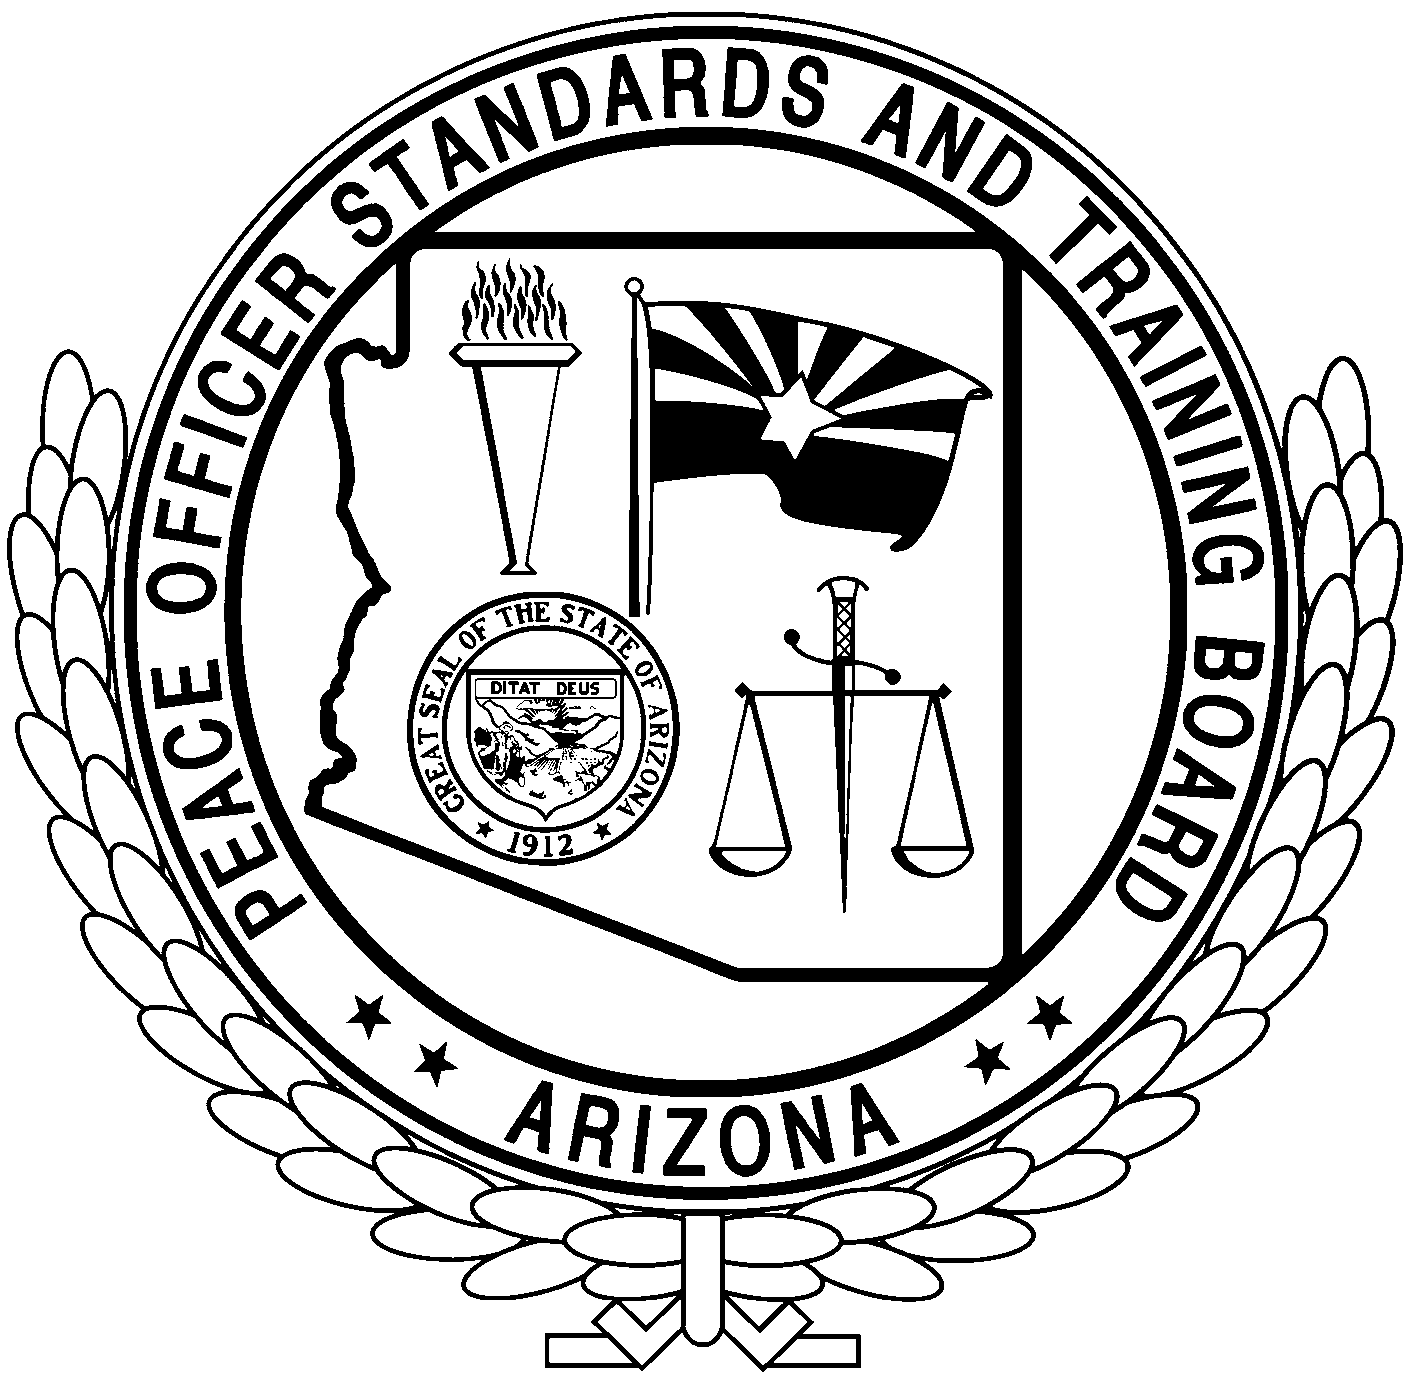 PEACE OFFICER STANDARDS AND TRAINING BOARD
GREAT SEAL OF THE STATE OF ARIZONA
DITAT DEUS
1912
ARIZONA